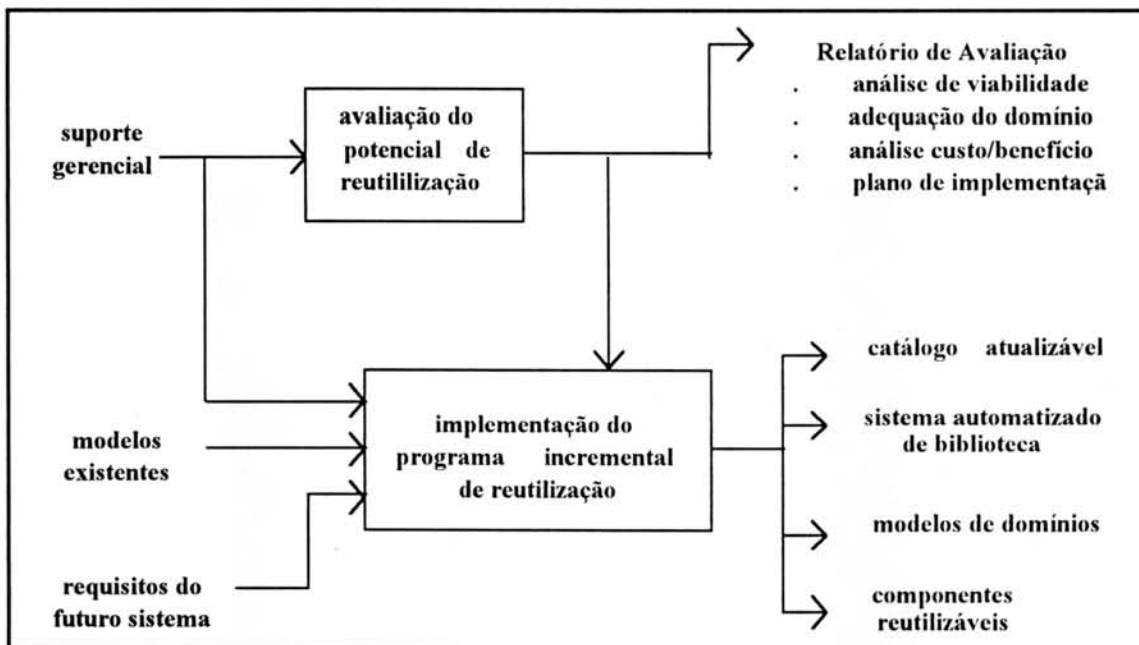 suporte
gerencial
avaliação do
potencial de
reutililização
Relatório de Avaliação
. análise de viabilidade
. adequação do domínio
. análise custo/benefício
. plano de implementaçã
modelos
existentes
requisitos do
futuro sistema
implementação do
programa incremental
de reutilização
catálogo atualizável
sistema automatizado
de biblioteca
modelos de domínios
componentes
reutilizáveis